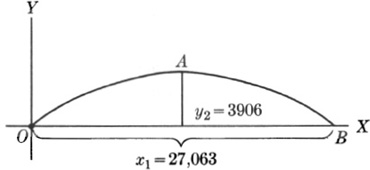 Y
A
y₂ = 3906
O
B
X
x₁ = 27,063